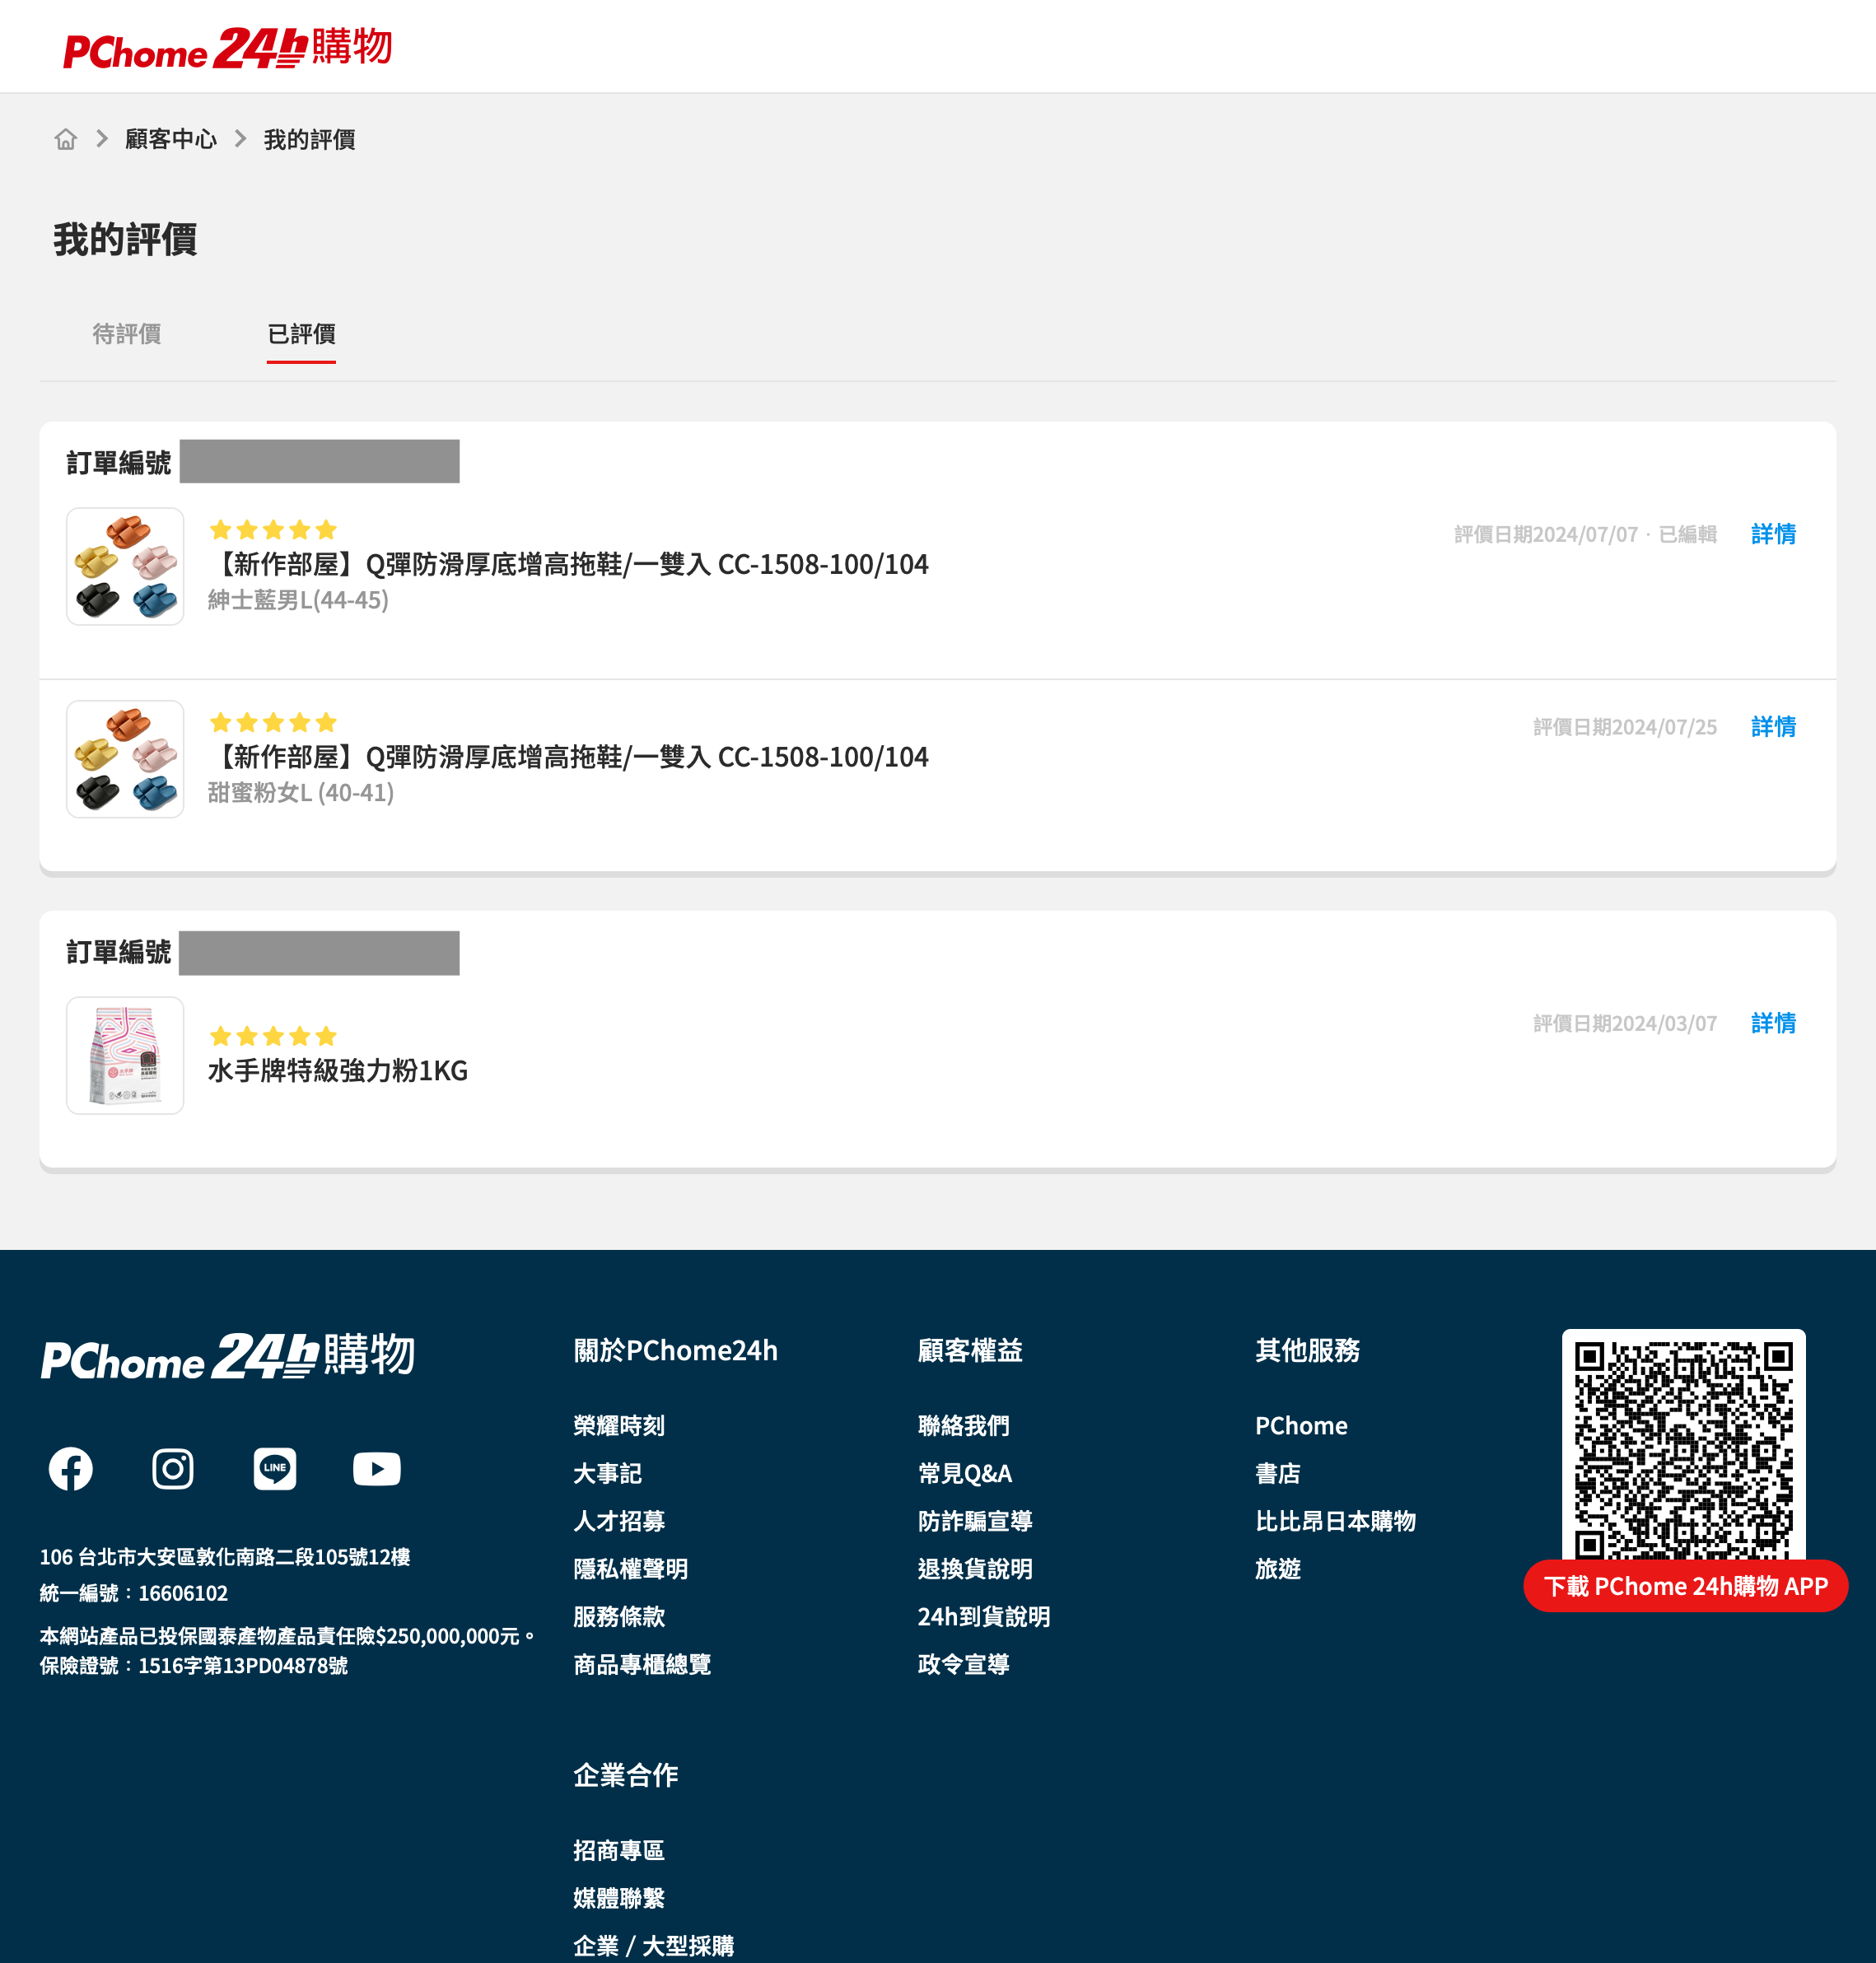 PChome 24h購物
顧客中心 我的評價
我的評價
待評價 已評價
訂單編號
評價日期2024/07/07 · 已編輯 詳情
【新作部屋】Q彈防滑厚底增高拖鞋/一雙入 CC-1508-100/104
紳士藍男L(44-45)
評價日期2024/07/25 詳情
【新作部屋】Q彈防滑厚底增高拖鞋/一雙入 CC-1508-100/104
甜蜜粉女L (40-41)
訂單編號
評價日期2024/03/07 詳情
水手牌特級強力粉1KG
PChome 24h購物
LINE
106 台北市大安區敦化南路二段105號12樓
統一編號：16606102
本網站產品已投保國泰產物產品責任險$250,000,000元。
保險證號：1516字第13PD04878號
關於PChome24h
榮耀時刻
大事記
人才招募
隱私權聲明
服務條款
商品專櫃總覽
顧客權益
聯絡我們
常見Q&A
防詐騙宣導
退換貨說明
24h到貨說明
政令宣導
其他服務
PChome
書店
比比昂日本購物
旅遊
下載 PChome 24h購物 APP
企業合作
招商專區
媒體聯繫
企業 / 大型採購